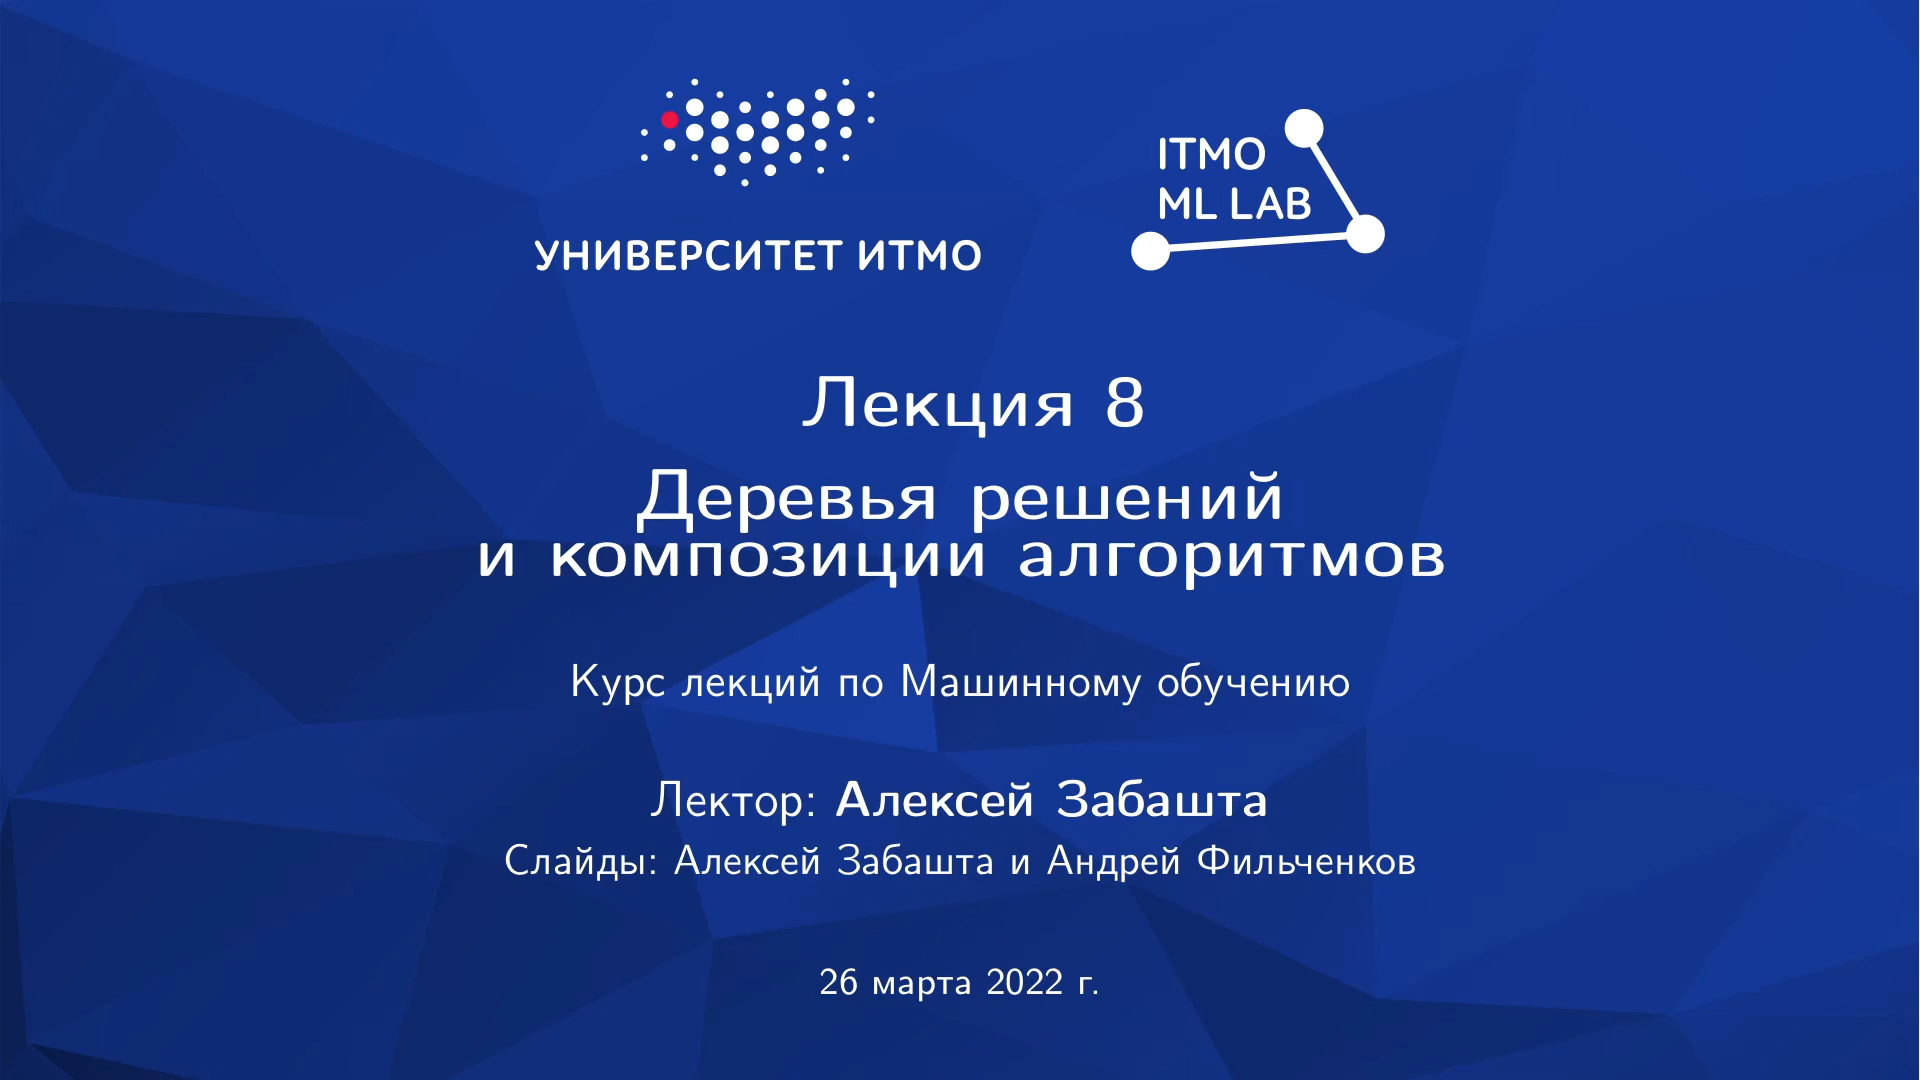 УНИВЕРСИТЕТ ИТМО
ITMO
ML LAB
Лекция 8
Деревья решений
и композиции алгоритмов
Курс лекций по Машинному обучению
Лектор: Алексей Забашта
Слайды: Алексей Забашта и Андрей Фильченков
26 марта 2022 г.